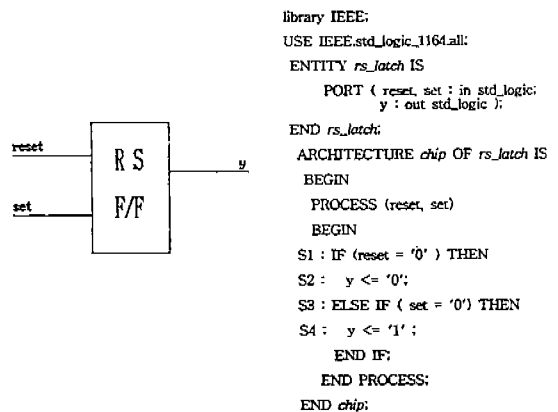 reset
set
R S
F/F
y
library IEEE;
USE IEEE.std_logic_1164.all;
ENTITY rs_latch IS
PORT ( reset, set : in std_logic;
y : out std_logic );
END rs_latch;
ARCHITECTURE chip OF rs_latch IS
BEGIN
PROCESS (reset, set)
BEGIN
S1 : IF (reset = '0' ) THEN
S2 : y <= '0';
S3 : ELSE IF ( set = '0') THEN
S4 : y <= '1' ;
END IF;
END PROCESS;
END chip;